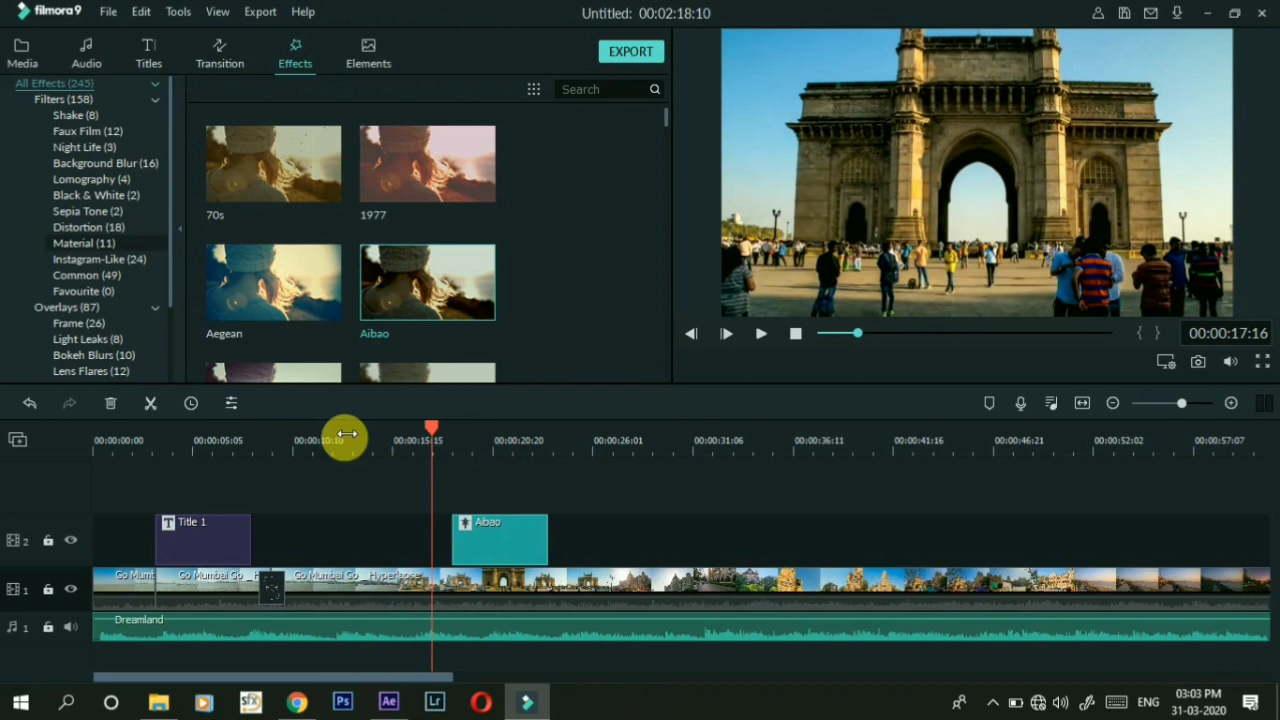 filmora9 File Edit Tools View Export Help Untitled: 00:02:18:10
Media Audio Titles Transition Effects Elements EXPORT
All Effects (245)
Filters (158)
Shake (8)
Faux Film (12)
Night Life (3)
Background Blur (16)
Lomography (4)
Black & White (2)
Sepia Tone (2)
Distortion (18)
Material (11)
Instagram-Like (24)
Common (49)
Favourite (0)
Overlays (87)
Frame (26)
Light Leaks (8)
Bokeh Blurs (10)
Lens Flares (12)
Search
70s 1977
Aegean Aibao
00:00:17:16
00:00:00:00 00:00:05:05 00:00:10:10 00:00:15:15 00:00:20:20 00:00:26:01 00:00:31:06 00:00:36:11 00:00:41:16 00:00:46:21 00:00:52:02 00:00:57:07
2 T Title 1 Aibao
1 Go Mumb Go Mumbai Go_ H Go Mumbai Go_ Hyperlapse
1 Dreamland
sfx Ps Ae Lr ENG 03:03 PM
31-03-2020